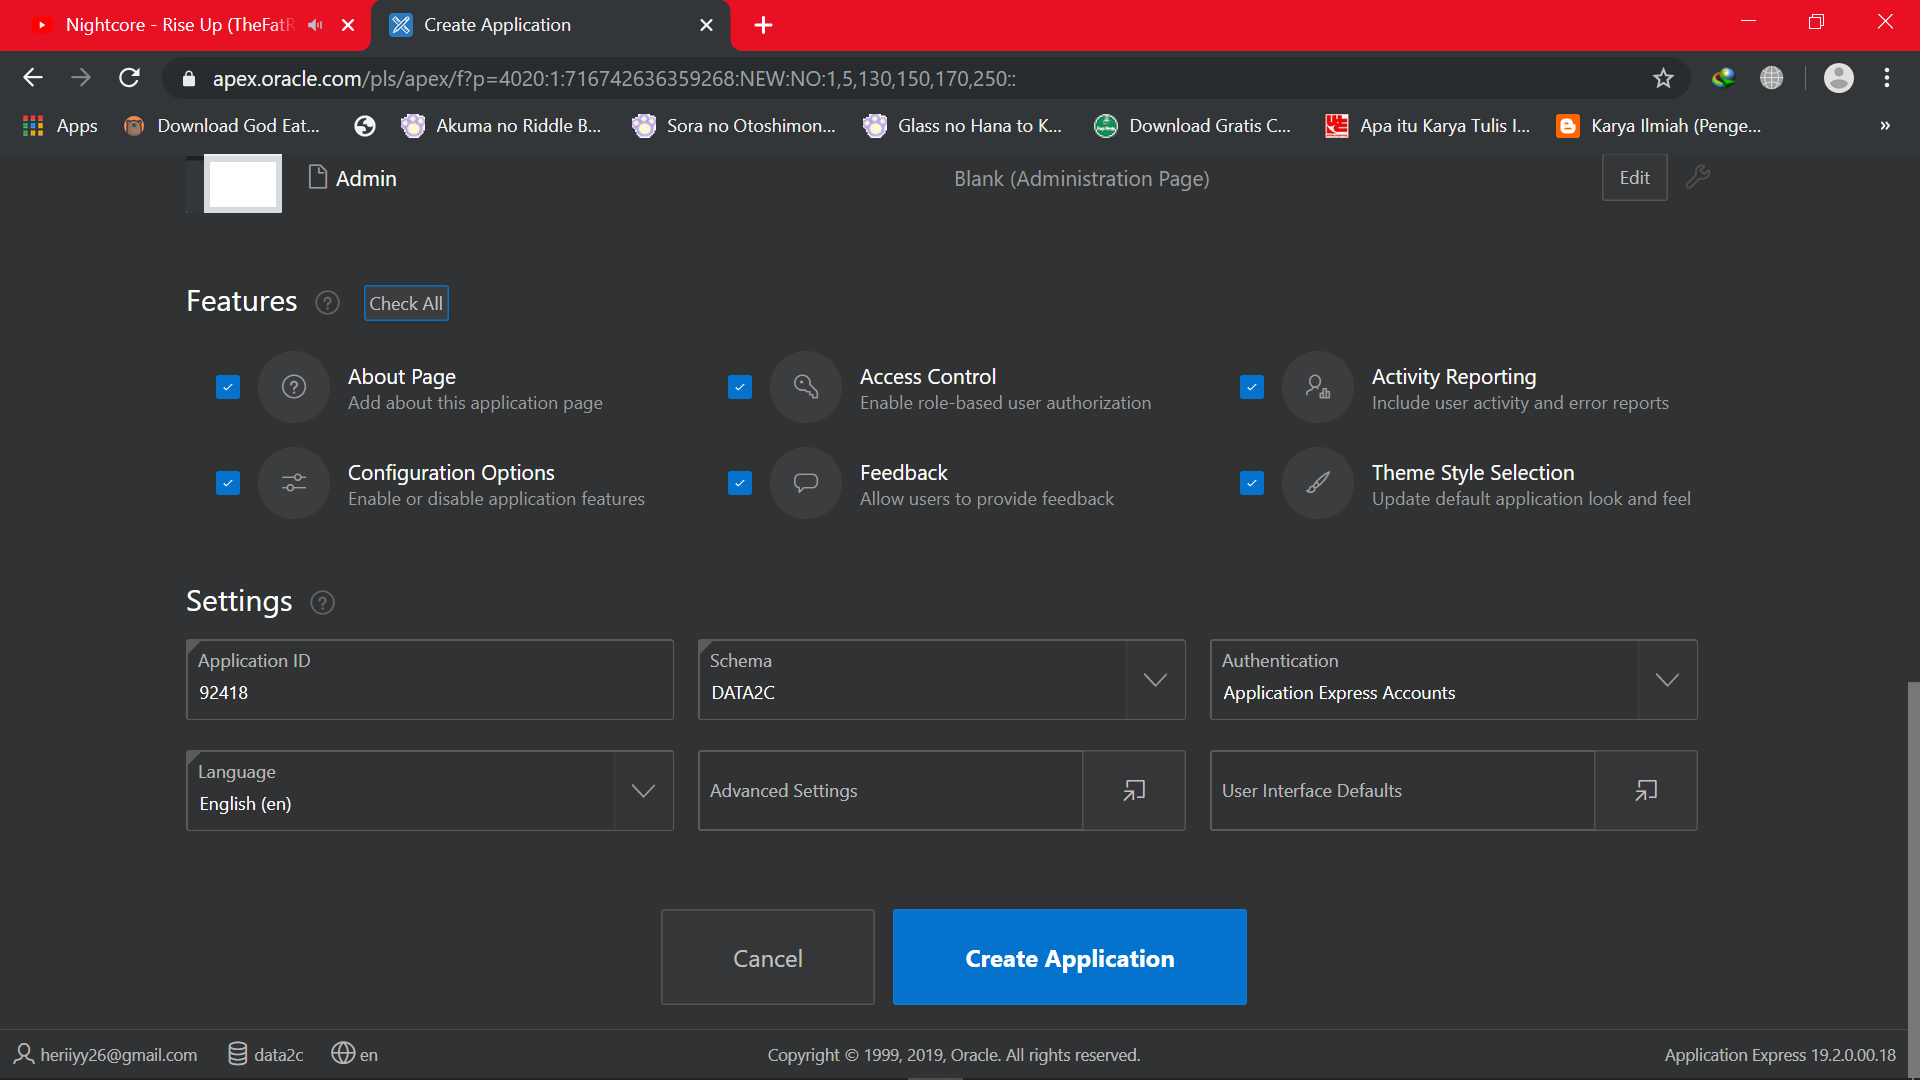 Nightcore - Rise Up (TheFatR
Create Application
apex.oracle.com/pls/apex/f?p=4020:1:716742636359268:NEW:NO:1,5,130,150,170,250::
Apps
Download God Eat...
Akuma no Riddle B...
Sora no Otoshimon...
Glass no Hana to K...
Download Gratis C...
Apa itu Karya Tulis I...
Karya Ilmiah (Penge...
»
Admin
Blank (Administration Page)
Edit
Features
Check All
About Page
Add about this application page
Access Control
Enable role-based user authorization
Activity Reporting
Include user activity and error reports
Configuration Options
Enable or disable application features
Feedback
Allow users to provide feedback
Theme Style Selection
Update default application look and feel
Settings
Application ID
92418
Schema
DATA2C
Authentication
Application Express Accounts
Language
English (en)
Advanced Settings
User Interface Defaults
Cancel
Create Application
heriiyy26@gmail.com
data2c
en
Copyright © 1999, 2019, Oracle. All rights reserved.
Application Express 19.2.0.00.18